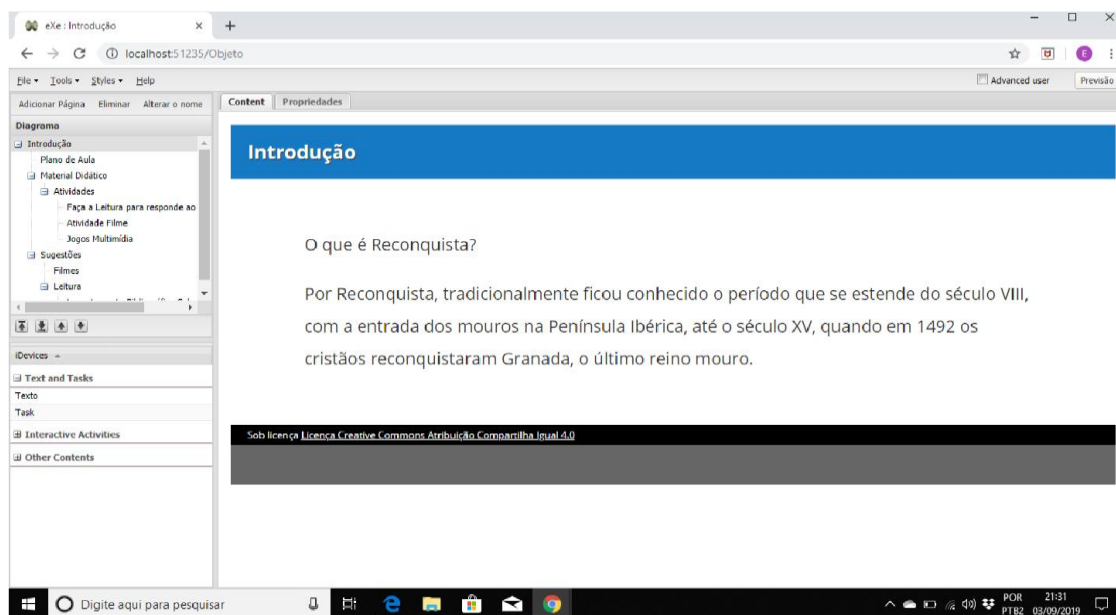 eXe : Introdução
localhost:51235/Objeto
File Tools Styles Help
Advanced user Previsão
Adicionar Página Eliminar Alterar o nome
Content Propriedades
Diagrama
Introdução
Plano de Aula
Material Didático
Atividades
Faça a Leitura para responde ao
Atividade Filme
Jogos Multimídia
Sugestões
Filmes
Leitura
iDevices
Text and Tasks
Texto
Task
Interactive Activities
Other Contents
Introdução
O que é Reconquista?
Por Reconquista, tradicionalmente ficou conhecido o período que se estende do século VIII,
com a entrada dos mouros na Península Ibérica, até o século XV, quando em 1492 os
cristãos reconquistaram Granada, o último reino mouro.
Sob licença Licença Creative Commons Atribuição Compartilha Igual 4.0
Digite aqui para pesquisar
POR 21:31
PTB2 03/09/2019